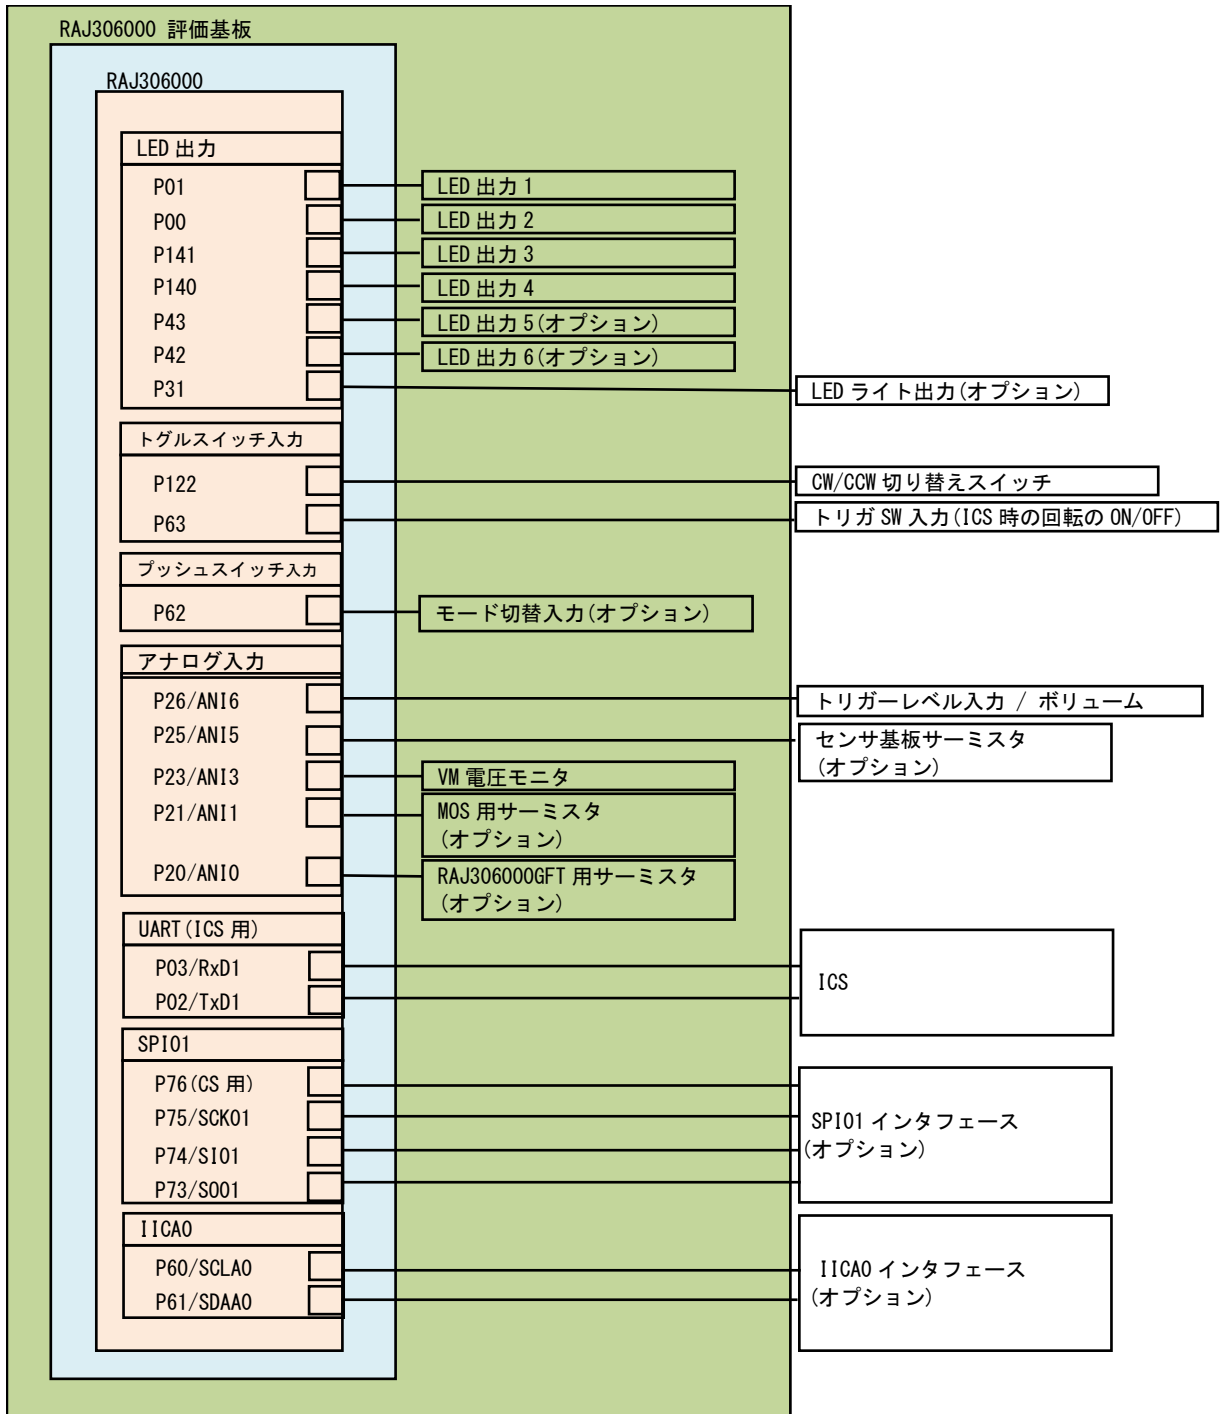 RAJ306000 評価基板
RAJ306000
LED 出力
P01
LED 出力 1
P00
LED 出力 2
P141
LED 出力 3
P140
LED 出力 4
P43
LED 出力 5(オプション)
P42
LED 出力 6(オプション)
P31
LED ライト出力(オプション)
トグルスイッチ入力
P122
CW/CCW 切り替えスイッチ
P63
トリガ SW 入力(ICS 時の回転の ON/OFF)
プッシュスイッチ入力
P62
モード切替入力(オプション)
アナログ入力
P26/ANI6
トリガーレベル入力 / ボリューム
P25/ANI5
センサ基板サーミスタ
(オプション)
P23/ANI3
VM 電圧モニタ
P21/ANI1
MOS 用サーミスタ
(オプション)
P20/ANI0
RAJ306000GFT 用サーミスタ
(オプション)
UART(ICS 用)
P03/RxD1
P02/TxD1
ICS
SPI01
P76(CS 用)
P75/SCK01
P74/SI01
P73/SO01
SPI01 インタフェース
(オプション)
IICA0
P60/SCLA0
P61/SDAA0
IICA0 インタフェース
(オプション)